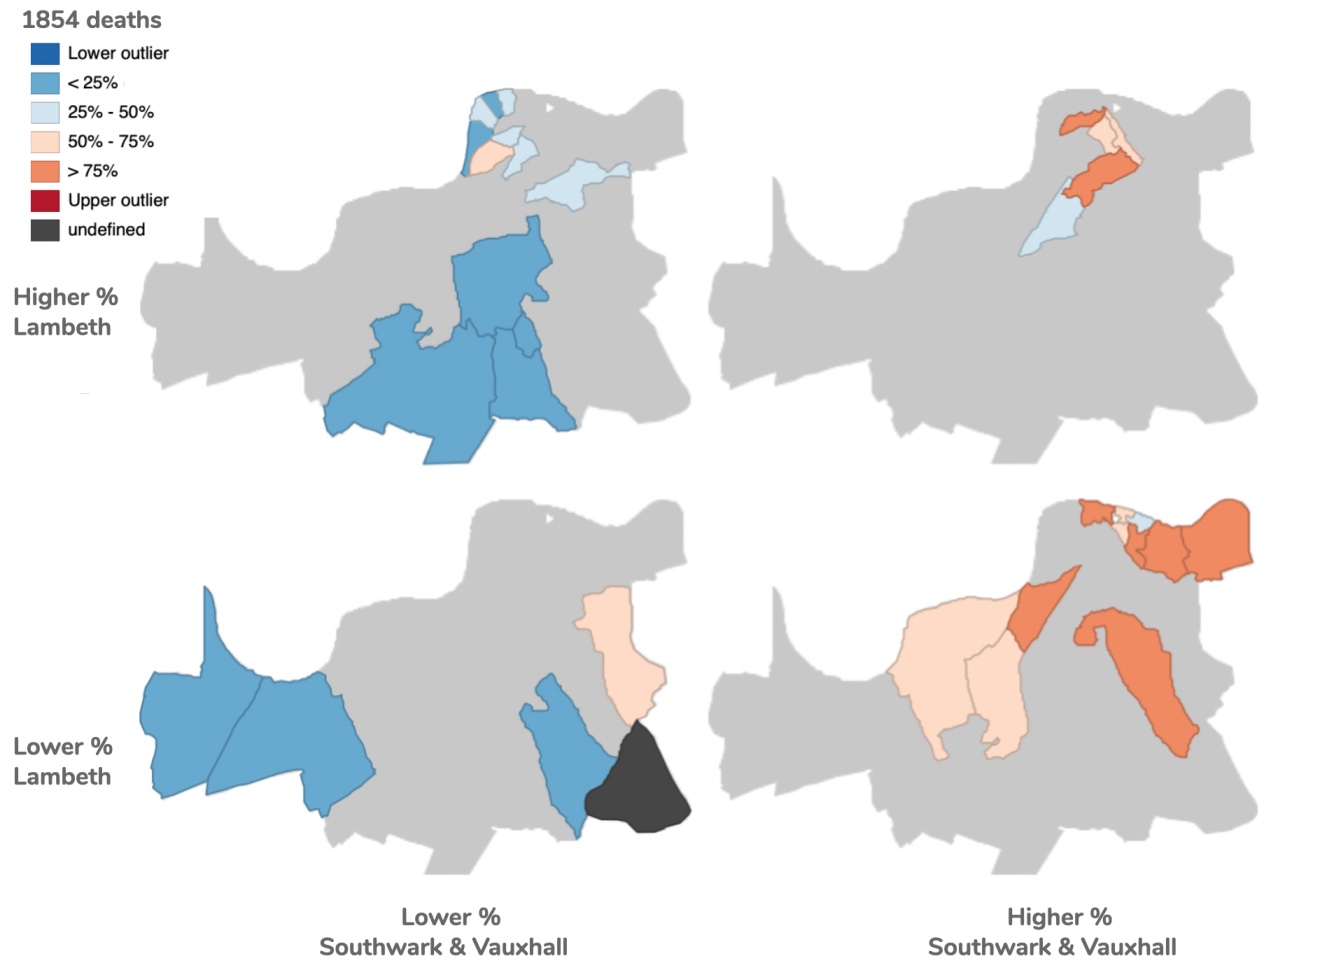 1854 deaths
Lower outlier
< 25%
25% - 50%
50% - 75%
> 75%
Upper outlier
undefined
Higher %
Lambeth
Lower %
Lambeth
Lower %
Southwark & Vauxhall
Higher %
Southwark & Vauxhall